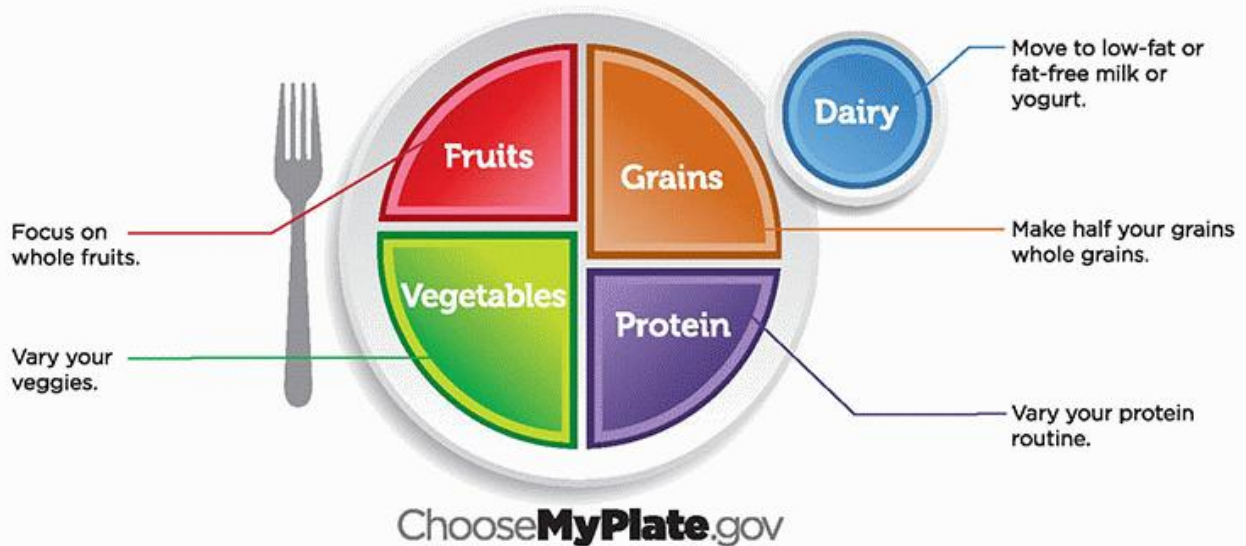 Fruits
Grains
Dairy
Vegetables
Protein
Move to low-fat or
fat-free milk or
yogurt.
Focus on
whole fruits.
Make half your grains
whole grains.
Vary your
veggies.
Vary your protein
routine.
ChooseMyPlate.gov